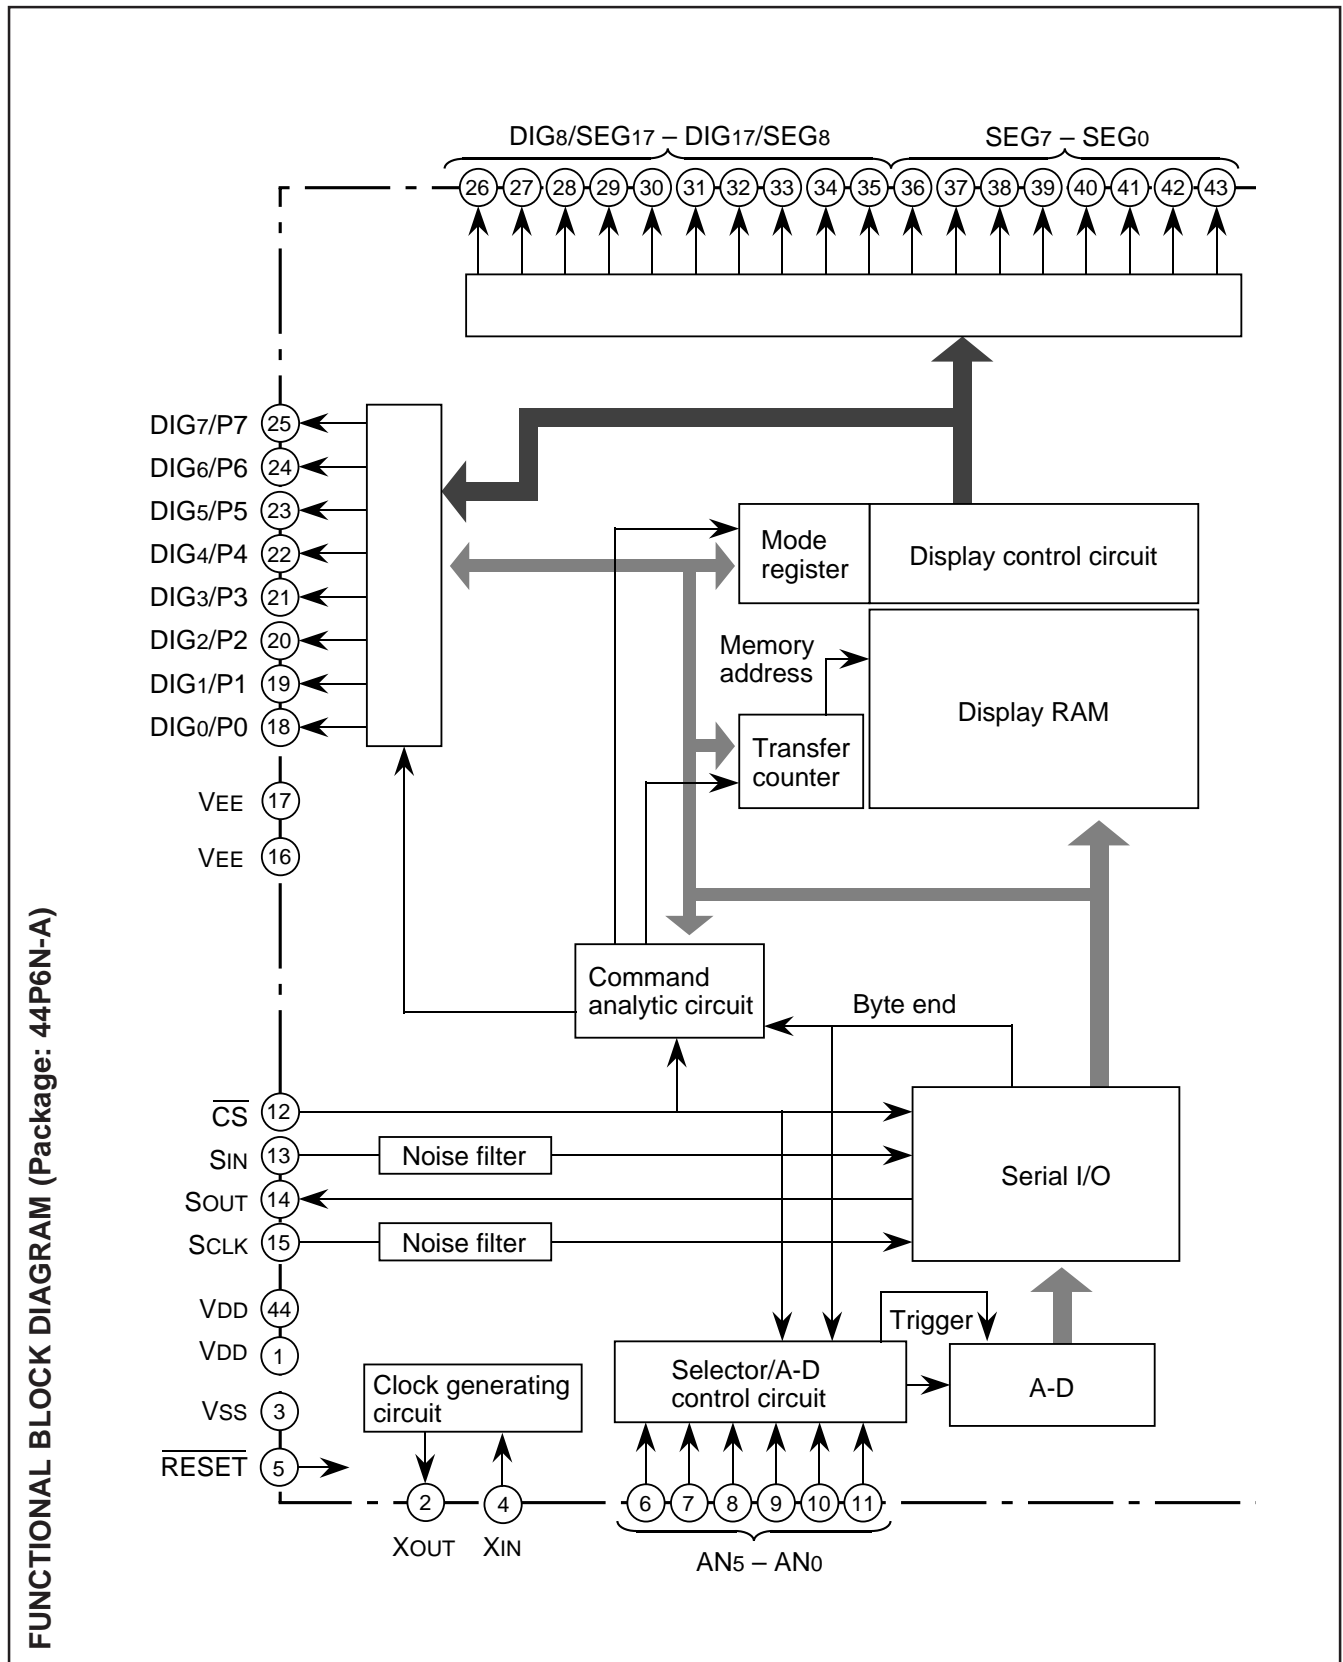 FUNCTIONAL BLOCK DIAGRAM (Package: 44P6N-A)
DIG8/SEG17 – DIG17/SEG8
SEG7 – SEG0
26 27 28 29 30 31 32 33 34 35 36 37 38 39 40 41 42 43
DIG7/P7 25
DIG6/P6 24
DIG5/P5 23
DIG4/P4 22
DIG3/P3 21
DIG2/P2 20
DIG1/P1 19
DIG0/P0 18
VEE 17
VEE 16
Mode
register
Display control circuit
Memory
address
Display RAM
Transfer
counter
Command
analytic circuit
Byte end
CS 12
SIN 13
Noise filter
SOUT 14
SCLK 15
Noise filter
Serial I/O
VDD 44
VDD 1
VSS 3
RESET 5
Clock generating
circuit
Selector/A-D
control circuit
Trigger
A-D
2 4 6 7 8 9 10 11
XOUT XIN
AN5 – AN0